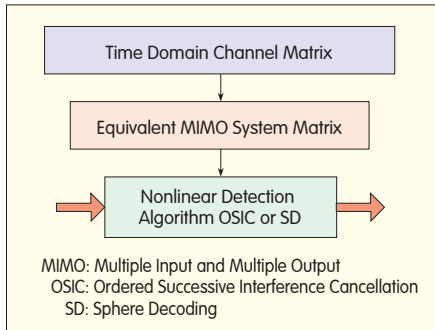 Time Domain Channel Matrix
Equivalent MIMO System Matrix
Nonlinear Detection
Algorithm OSIC or SD
MIMO: Multiple Input and Multiple Output
OSIC: Ordered Successive Interference Cancellation
SD: Sphere Decoding